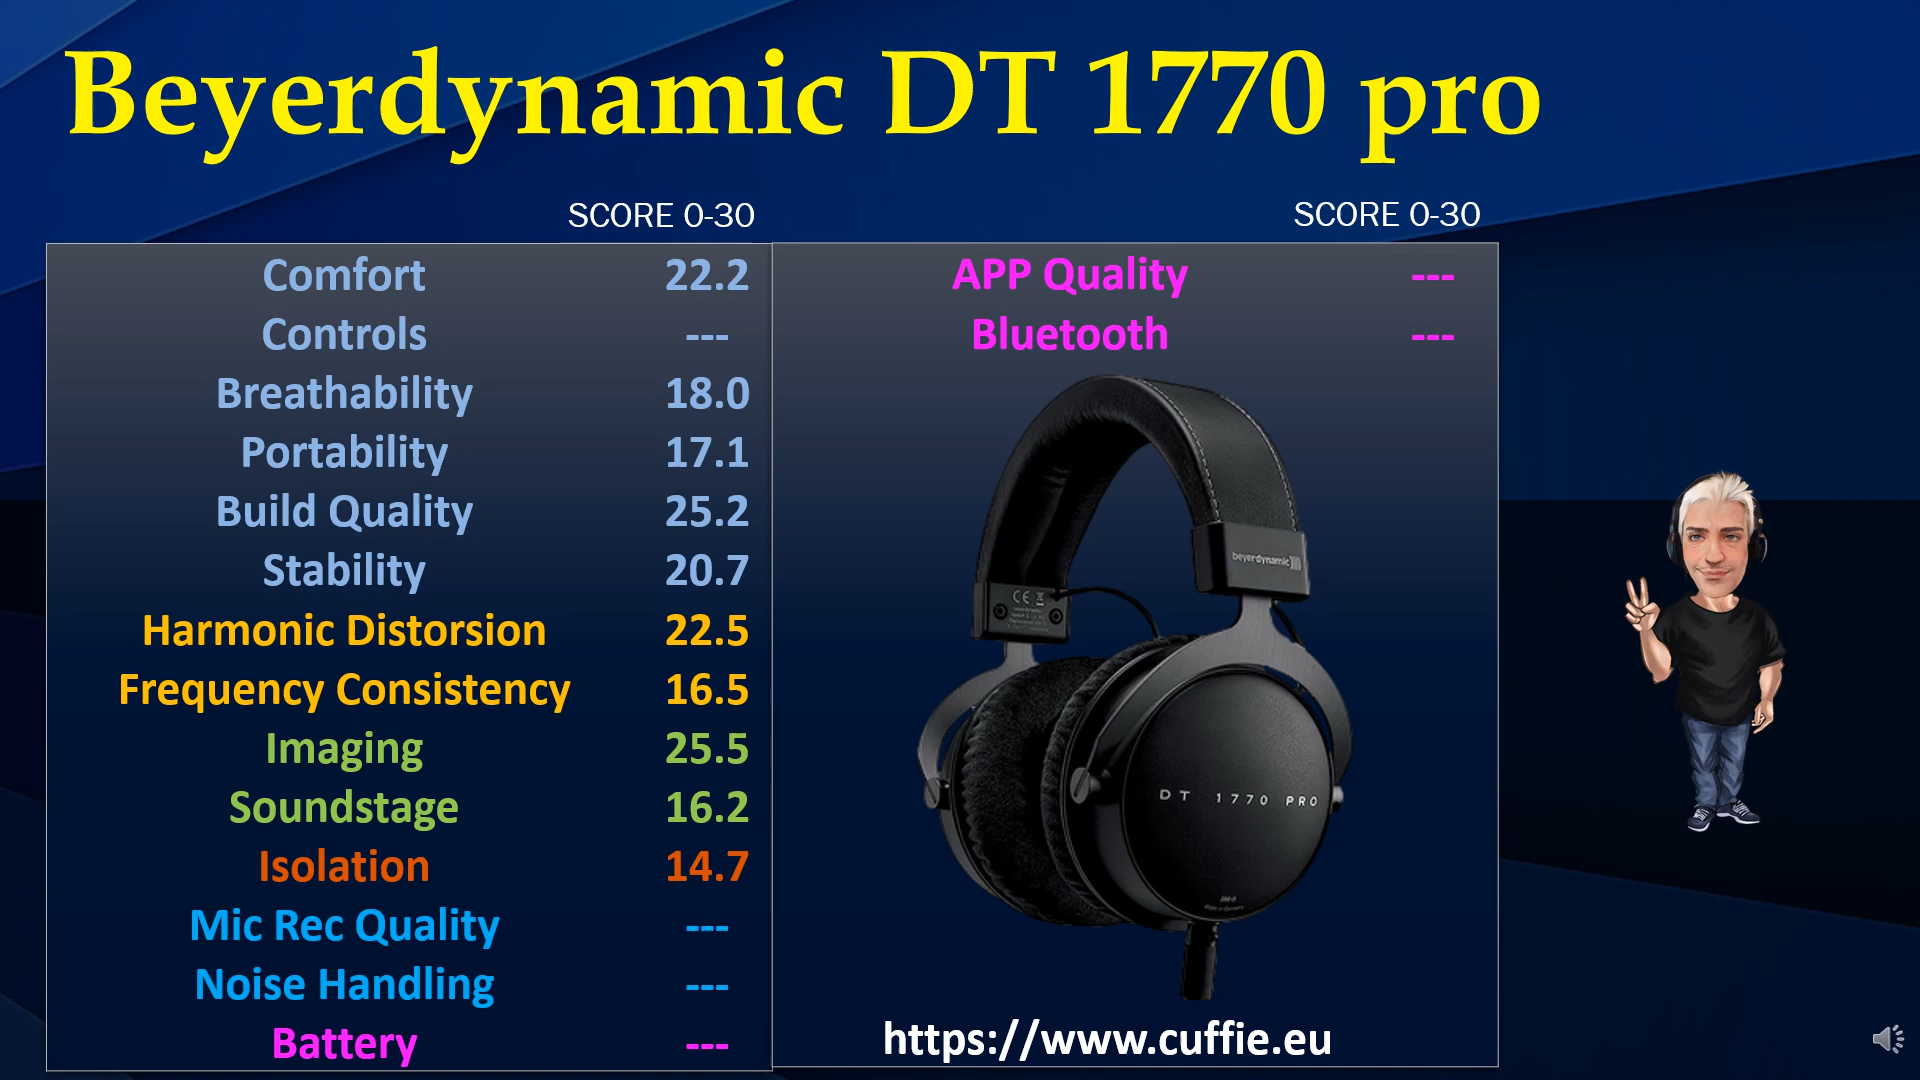 Beyerdynamic DT 1770 pro
SCORE 0-30
SCORE 0-30
Comfort 22.2
Controls ---
Breathability 18.0
Portability 17.1
Build Quality 25.2
Stability 20.7
Harmonic Distorsion 22.5
Frequency Consistency 16.5
Imaging 25.5
Soundstage 16.2
Isolation 14.7
Mic Rec Quality ---
Noise Handling ---
Battery ---
APP Quality ---
Bluetooth ---
beyerdynamic
CE
DT 1770 PRO
https://www.cuffie.eu